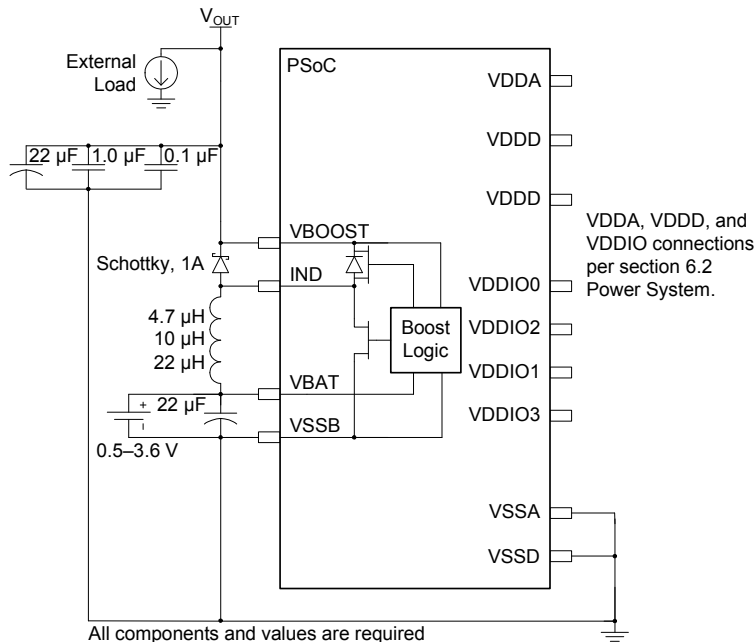 VOUT
External
Load
PSoC
VDDA
VDDD
22 µF 1.0 µF 0.1 µF
VDDD
VDDA, VDDD, and
VDDIO connections
per section 6.2
Power System.
VBOOST
Schottky, 1A
IND
VDDIO0
4.7 µH
10 µH
22 µH
Boost
Logic
VDDIO2
VDDIO1
VBAT
22 µF
VDDIO3
+
-
VSSB
0.5–3.6 V
VSSA
VSSD
All components and values are required